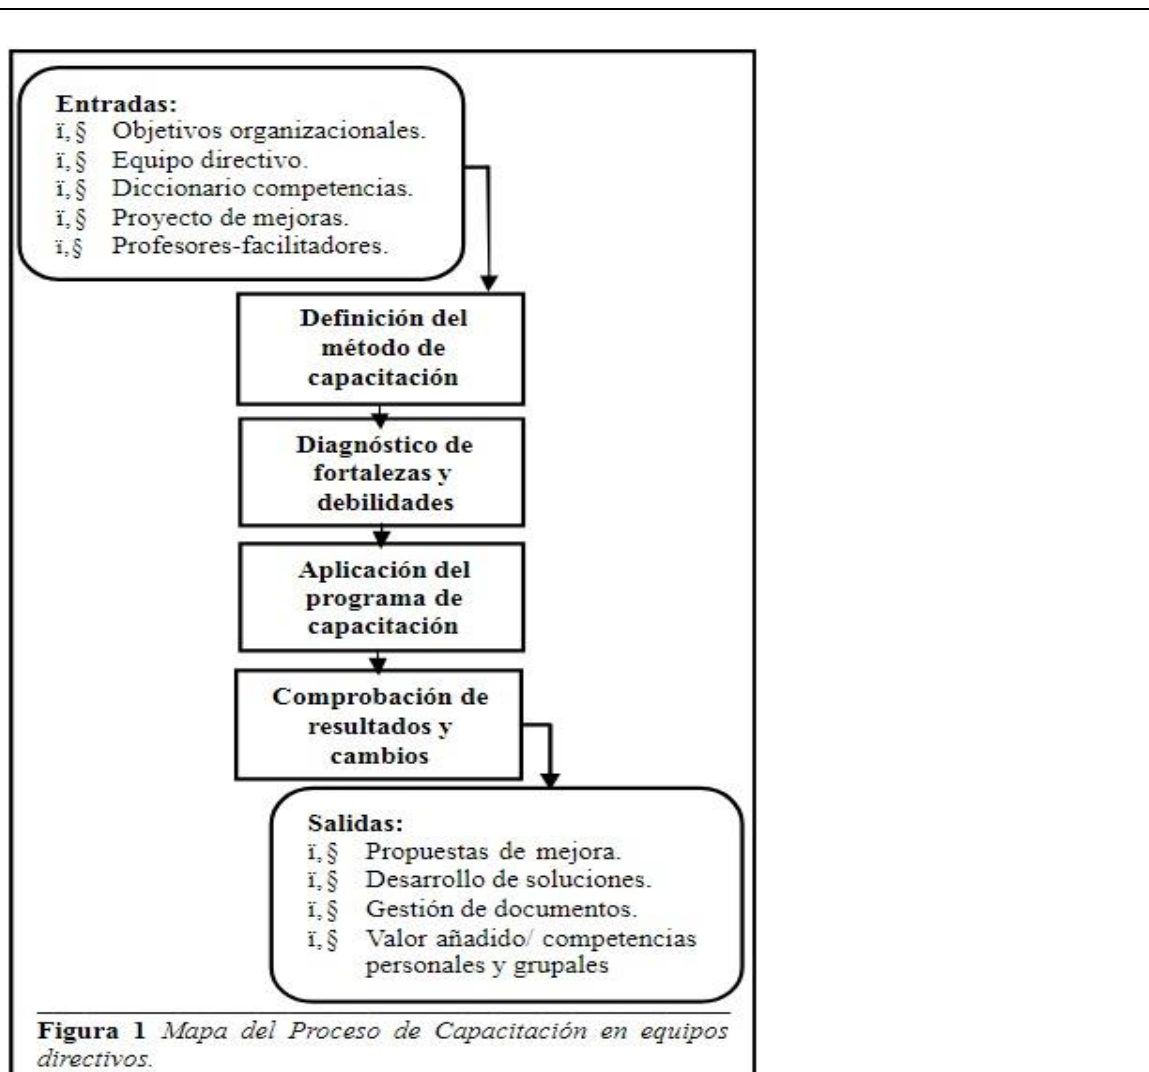 Entradas:
ï‚§ Objetivos organizacionales.
ï‚§ Equipo directivo.
ï‚§ Diccionario competencias.
ï‚§ Proyecto de mejoras.
ï‚§ Profesores-facilitadores.
Definición del
método de
capacitación
Diagnóstico de
fortalezas y
debilidades
Aplicación del
programa de
capacitación
Comprobación de
resultados y
cambios
Salidas:
ï‚§ Propuestas de mejora.
ï‚§ Desarrollo de soluciones.
ï‚§ Gestión de documentos.
ï‚§ Valor añadido/ competencias
personales y grupales
Figura 1 Mapa del Proceso de Capacitación en equipos
directivos.